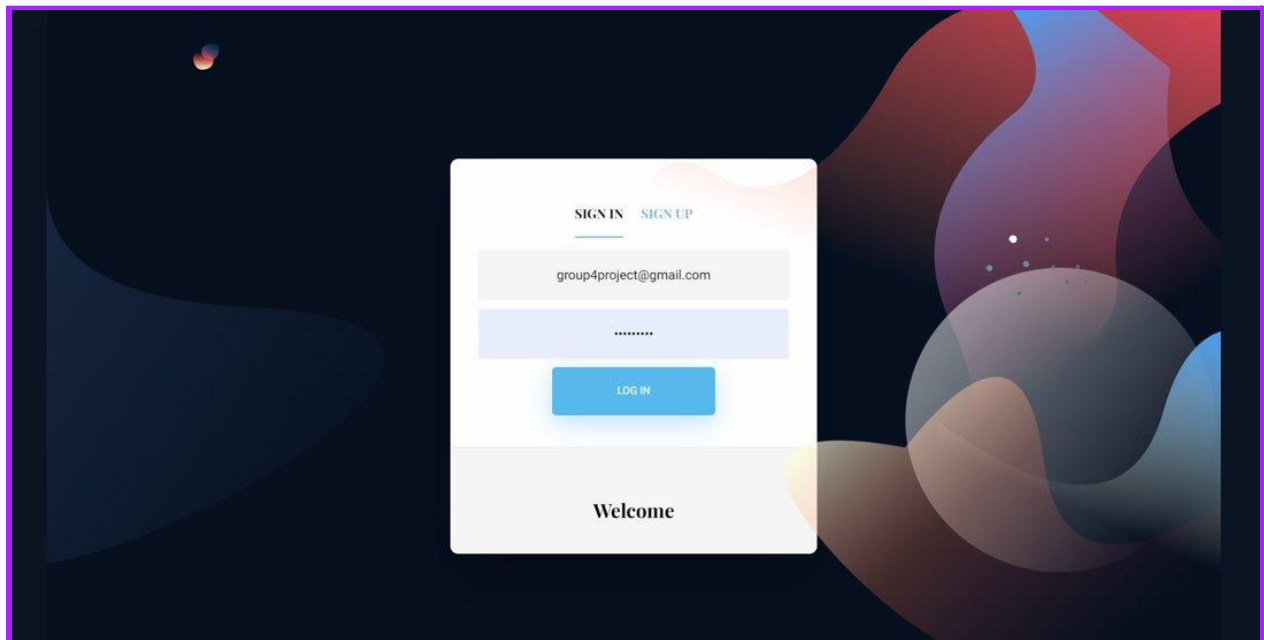 SIGN IN SIGN UP
group4project@gmail.com
•••••••••
LOG IN
Welcome